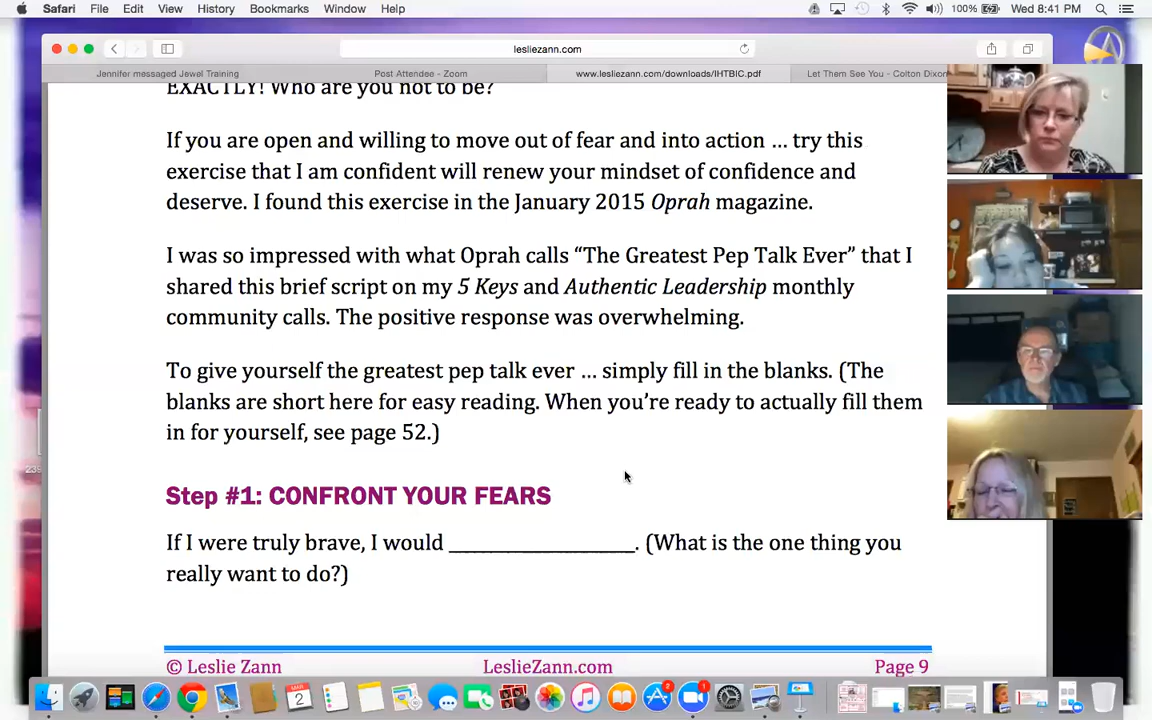 Safari File Edit View History Bookmarks Window Help 100% Wed 8:41 PM
lesliezann.com
Jennifer messaged Jewel Training Post Attendee - Zoom www.lesliezann.com/downloads/IHTBIC.pdf Let Them See You - Colton Dixon
EXACTLY! Who are you not to be?
If you are open and willing to move out of fear and into action … try this
exercise that I am confident will renew your mindset of confidence and
deserve. I found this exercise in the January 2015 Oprah magazine.
I was so impressed with what Oprah calls “The Greatest Pep Talk Ever” that I
shared this brief script on my 5 Keys and Authentic Leadership monthly
community calls. The positive response was overwhelming.
To give yourself the greatest pep talk ever … simply fill in the blanks. (The
blanks are short here for easy reading. When you’re ready to actually fill them
in for yourself, see page 52.)
Step #1: CONFRONT YOUR FEARS
If I were truly brave, I would ____________________. (What is the one thing you
really want to do?)
© Leslie Zann LeslieZann.com Page 9
MAR
2
2
1